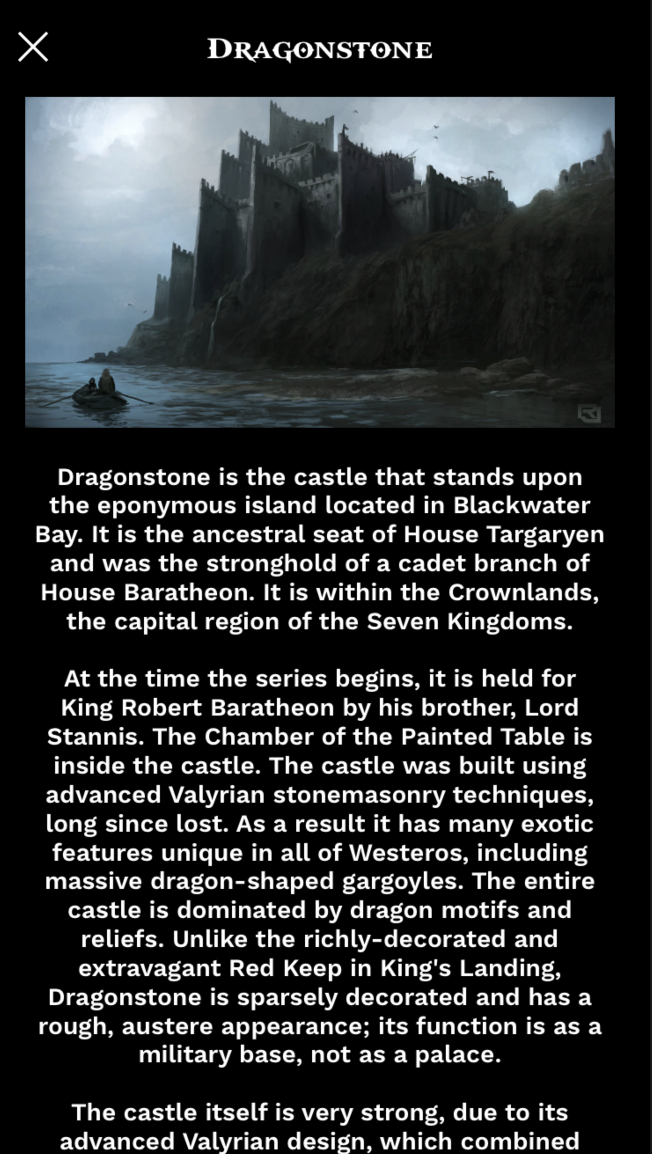 Dragonstone
Dragonstone is the castle that stands upon
the eponymous island located in Blackwater
Bay. It is the ancestral seat of House Targaryen
and was the stronghold of a cadet branch of
House Baratheon. It is within the Crownlands,
the capital region of the Seven Kingdoms.
At the time the series begins, it is held for
King Robert Baratheon by his brother, Lord
Stannis. The Chamber of the Painted Table is
inside the castle. The castle was built using
advanced Valyrian stonemasonry techniques,
long since lost. As a result it has many exotic
features unique in all of Westeros, including
massive dragon-shaped gargoyles. The entire
castle is dominated by dragon motifs and
reliefs. Unlike the richly-decorated and
extravagant Red Keep in King's Landing,
Dragonstone is sparsely decorated and has a
rough, austere appearance; its function is as a
military base, not as a palace.
The castle itself is very strong, due to its
advanced Valyrian design, which combined